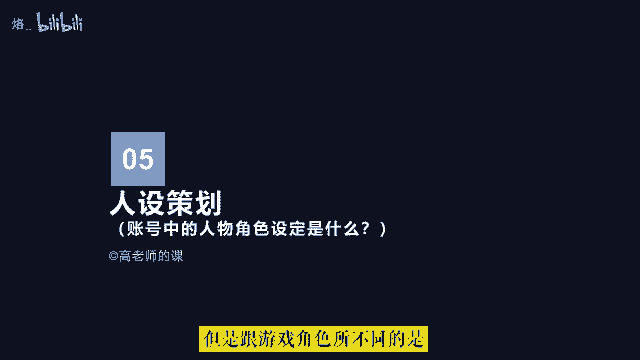 烙.. bilibili
05
人设策划
（账号中的人物角色设定是什么？）
©高老师的课
但是跟游戏角色所不同的是